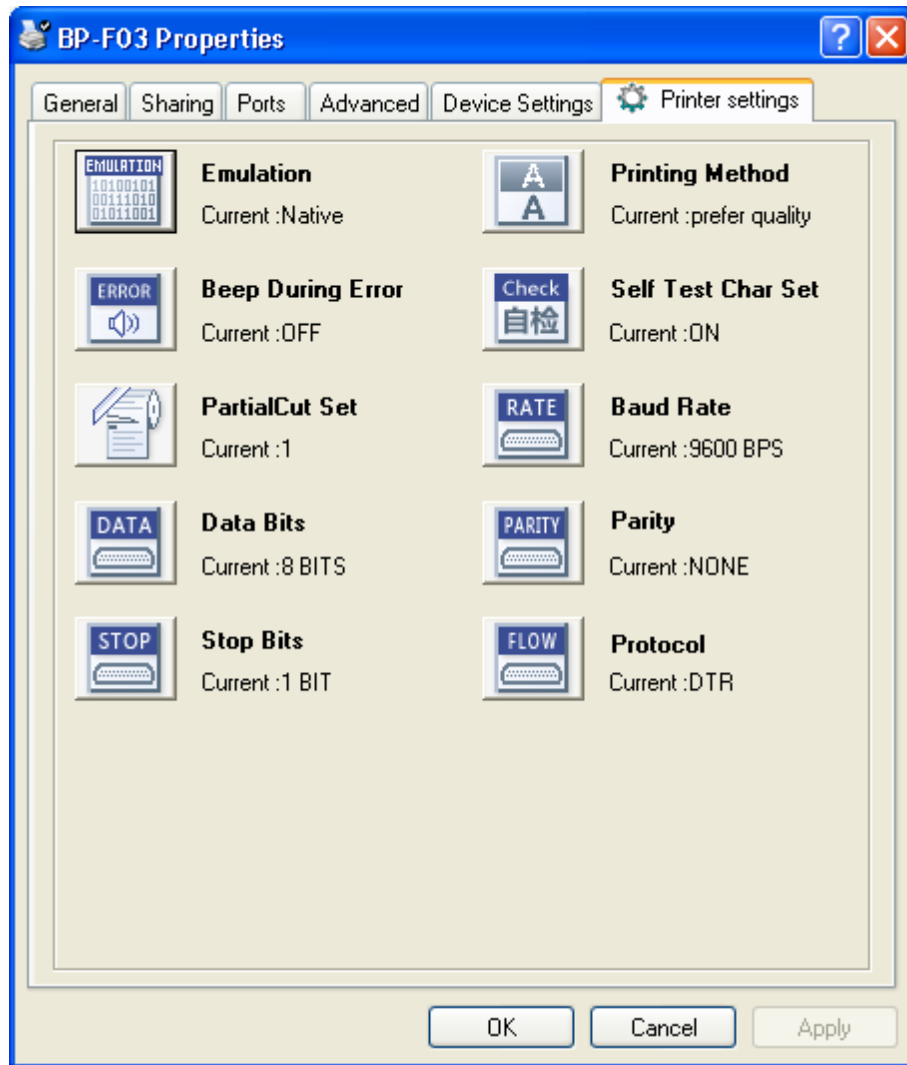 BP-F03 Properties
General Sharing Ports Advanced Device Settings Printer settings
EMULATION
10100101
00111010
01011001
Emulation
Current :Native
A
A
Printing Method
Current :prefer quality
ERROR
Beep During Error
Current :OFF
Check
自检
Self Test Char Set
Current :ON
PartialCut Set
Current :1
RATE
Baud Rate
Current :9600 BPS
DATA
Data Bits
Current :8 BITS
PARITY
Parity
Current :NONE
STOP
Stop Bits
Current :1 BIT
FLOW
Protocol
Current :DTR
OK Cancel Apply